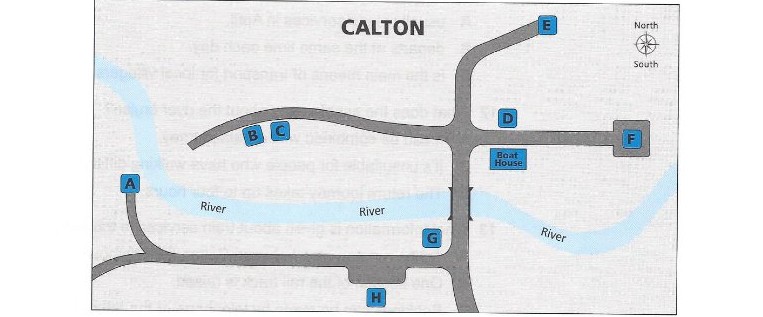 CALTON
E
North
South
D
B C
F
Boat
House
A
River
River
River
G
H